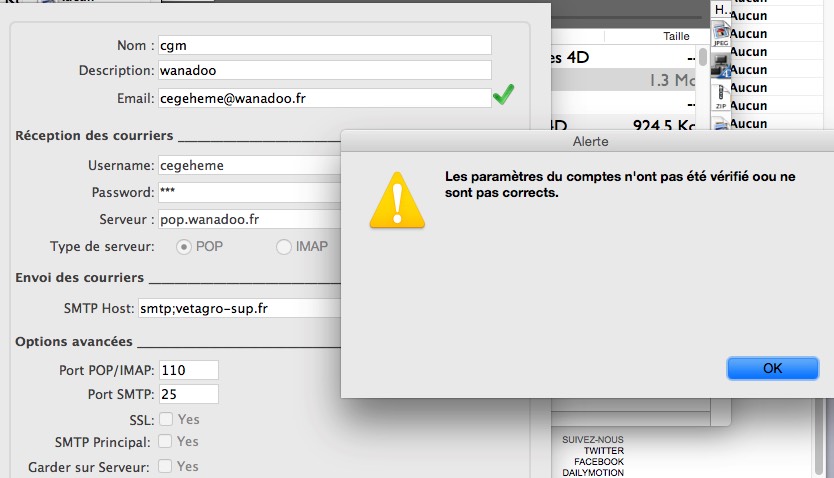 H..
Aucun
Taille
Aucun
es 4D
--
JPEG
Aucun
1.3 Mo
Aucun
--
ZIP
Aucun
Aucun
4D
924.5 Ko
Aucun
Nom :
cgm
Description:
wanadoo
Email:
cegeheme@wanadoo.fr
Réception des courriers
Username:
cegeheme
Password:
***
Serveur :
pop.wanadoo.fr
Type de serveur:
POP
IMAP
Envoi des courriers
SMTP Host:
smtp;vetagro-sup.fr
Options avancées
Port POP/IMAP:
110
Port SMTP:
25
SSL:
Yes
SMTP Principal:
Yes
Garder sur Serveur:
Yes
Alerte
Les paramètres du comptes n'ont pas été vérifié oou ne
sont pas corrects.
OK
SUIVEZ-NOUS
TWITTER
FACEBOOK
DAILYMOTION